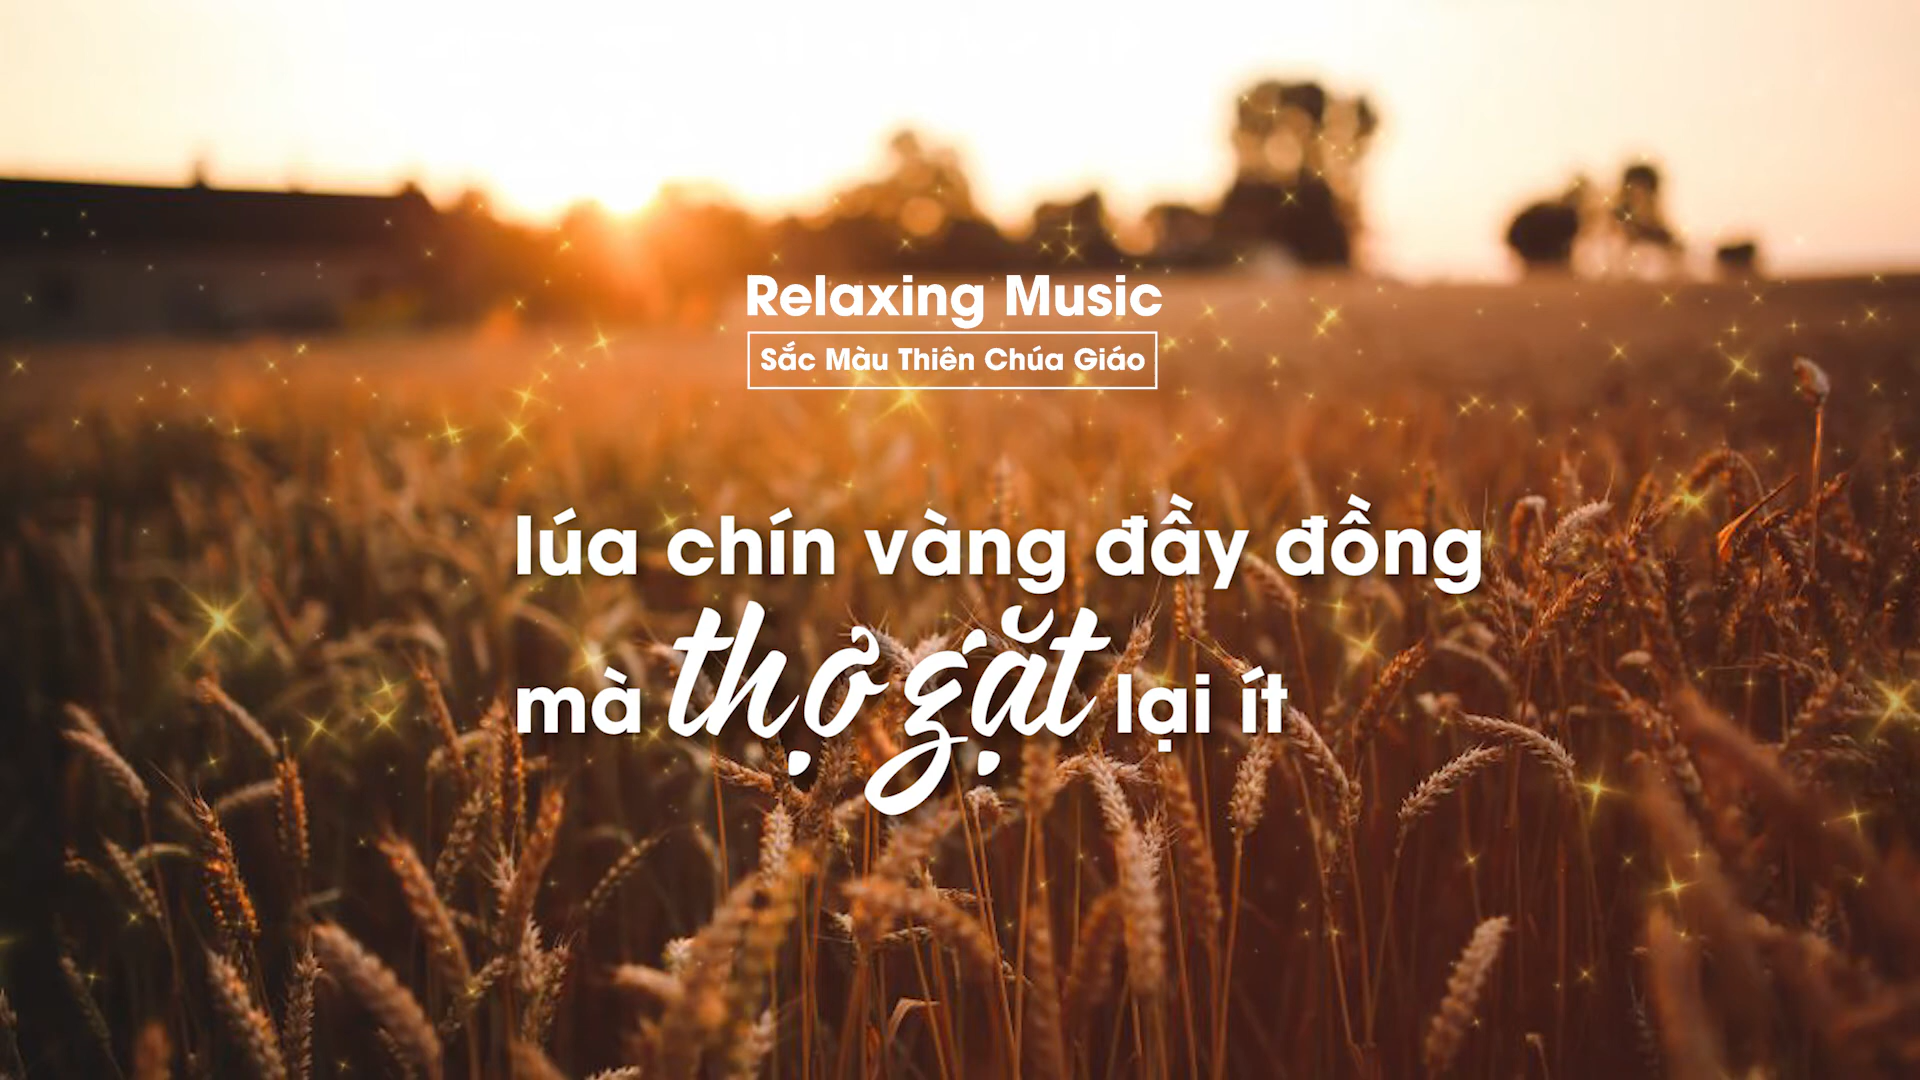 Relaxing Music
Sắc Màu Thiên Chúa Giáo
lúa chín vàng đầy đồng
mà thợ gặt lại ít